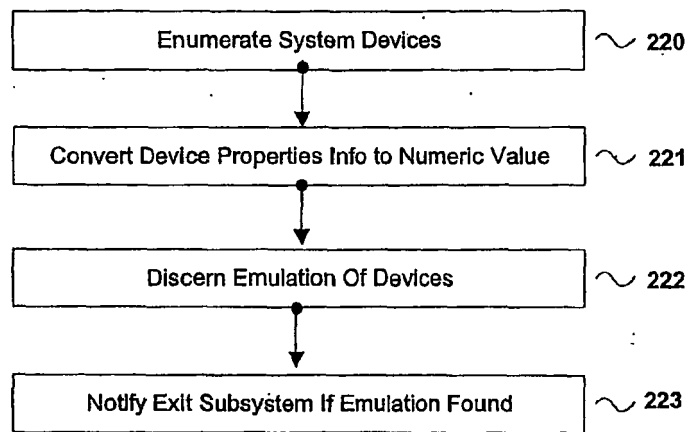 Enumerate System Devices 220
Convert Device Properties Info to Numeric Value 221
Discern Emulation Of Devices 222
Notify Exit Subsystem If Emulation Found 223